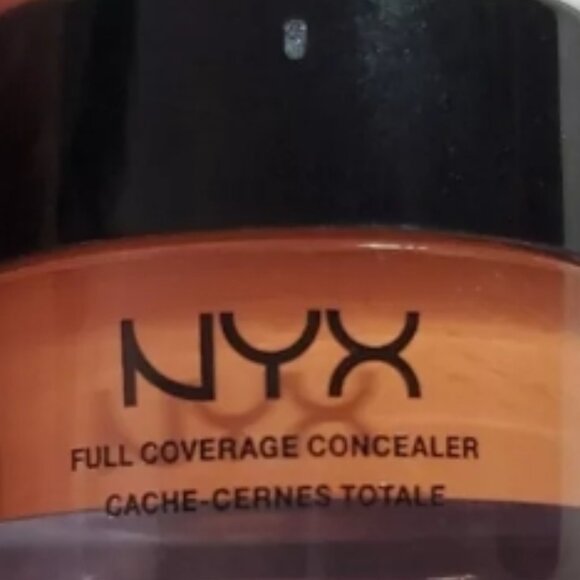 NYX
FULL COVERAGE CONCEALER
CACHE-CERNES TOTALE